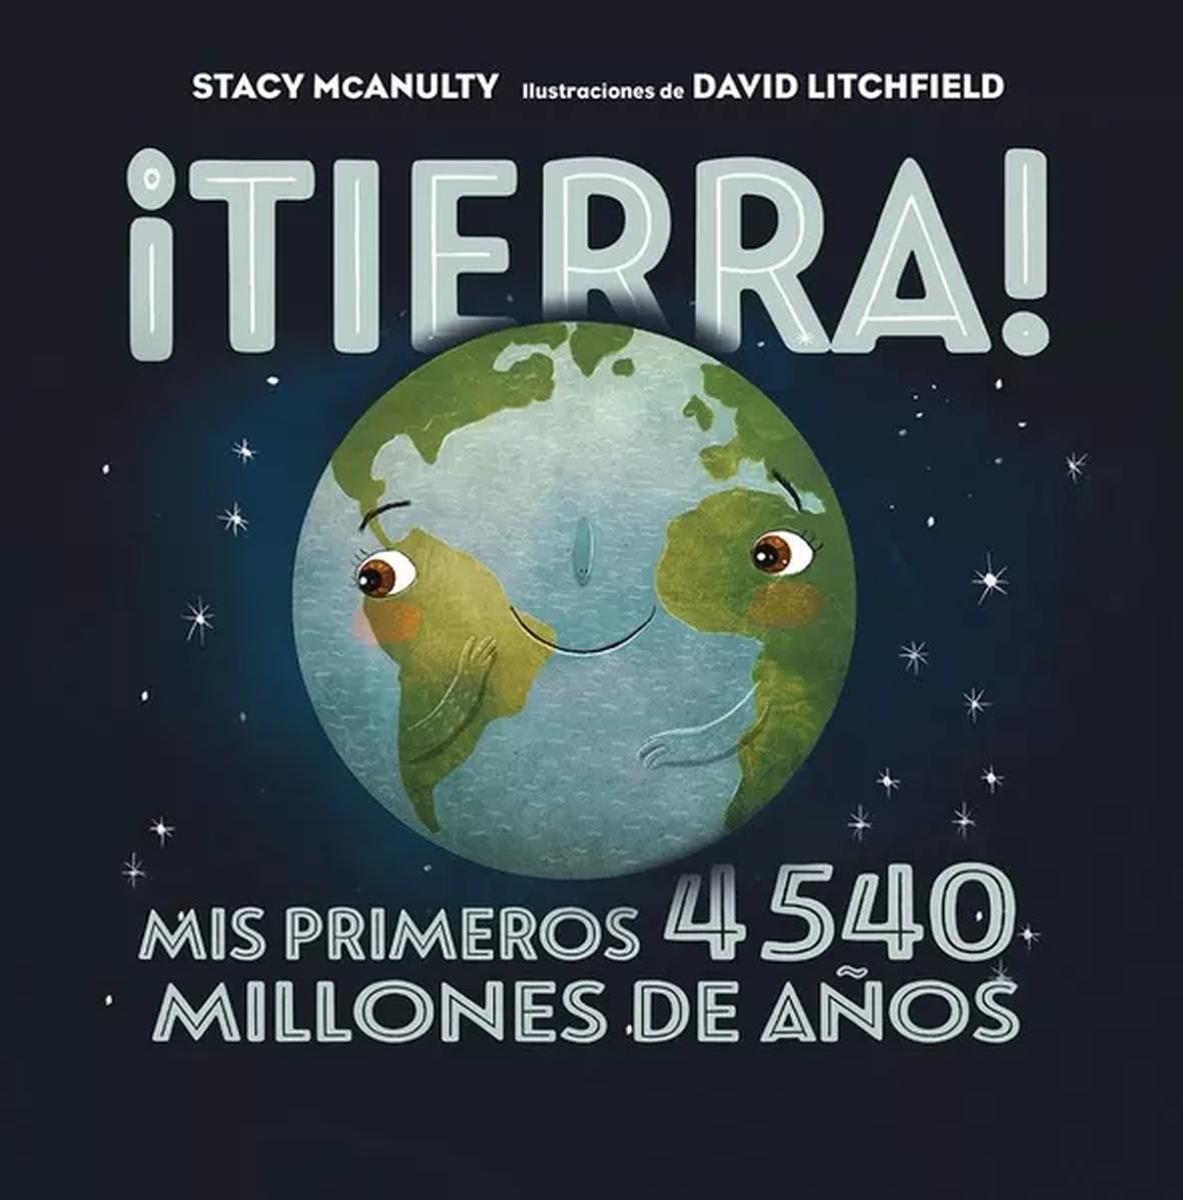 STACY McANULTY Ilustraciones de DAVID LITCHFIELD
¡TIERRA!
MIS PRIMEROS 4 540
MILLONES DE AÑOS